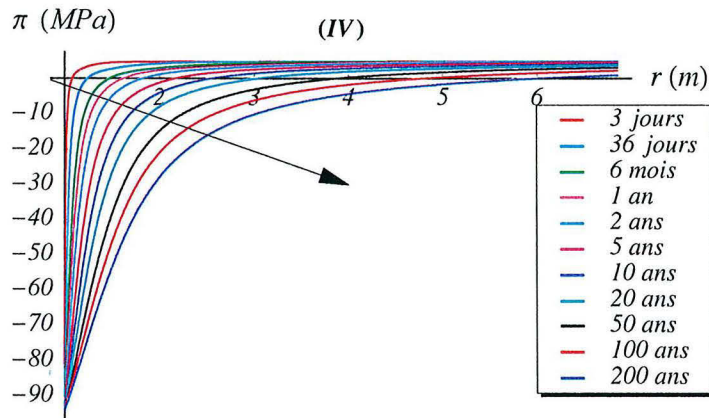 π (MPa)
(IV)
r (m)
2 3 4 5 6
−10
−20
−30
−40
−50
−60
−70
−80
−90
3 jours
36 jours
6 mois
1 an
2 ans
5 ans
10 ans
20 ans
50 ans
100 ans
200 ans